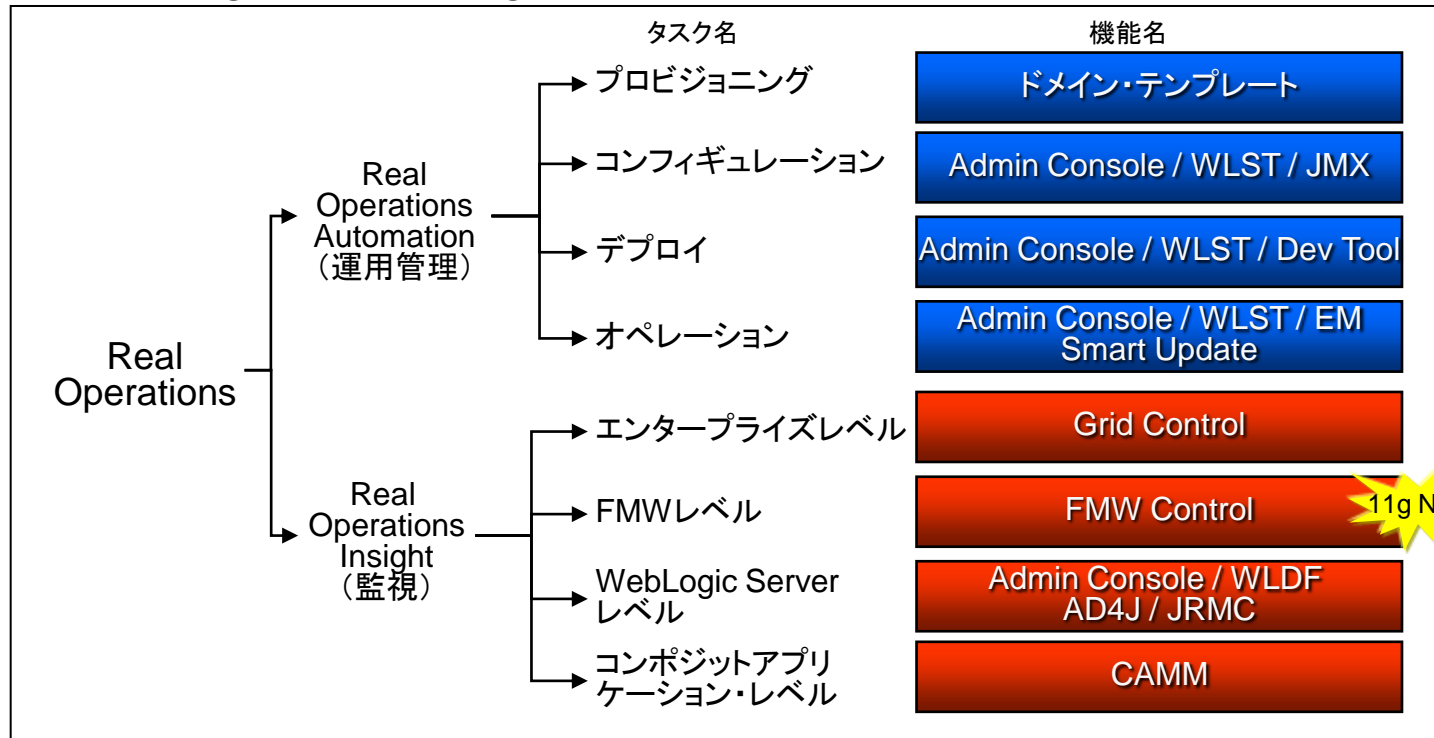 タスク名
機能名
プロビジョニング
ドメイン・テンプレート
コンフィギュレーション
Admin Console / WLST / JMX
Real
Operations
Automation
（運用管理）
デプロイ
Admin Console / WLST / Dev Tool
オペレーション
Admin Console / WLST / EM
Smart Update
Real
Operations
エンタープライズレベル
Grid Control
Real
Operations
Insight
（監視）
FMWレベル
FMW Control
11g N
WebLogic Server
レベル
Admin Console / WLDF
AD4J / JRMC
コンポジットアプリ
ケーション・レベル
CAMM